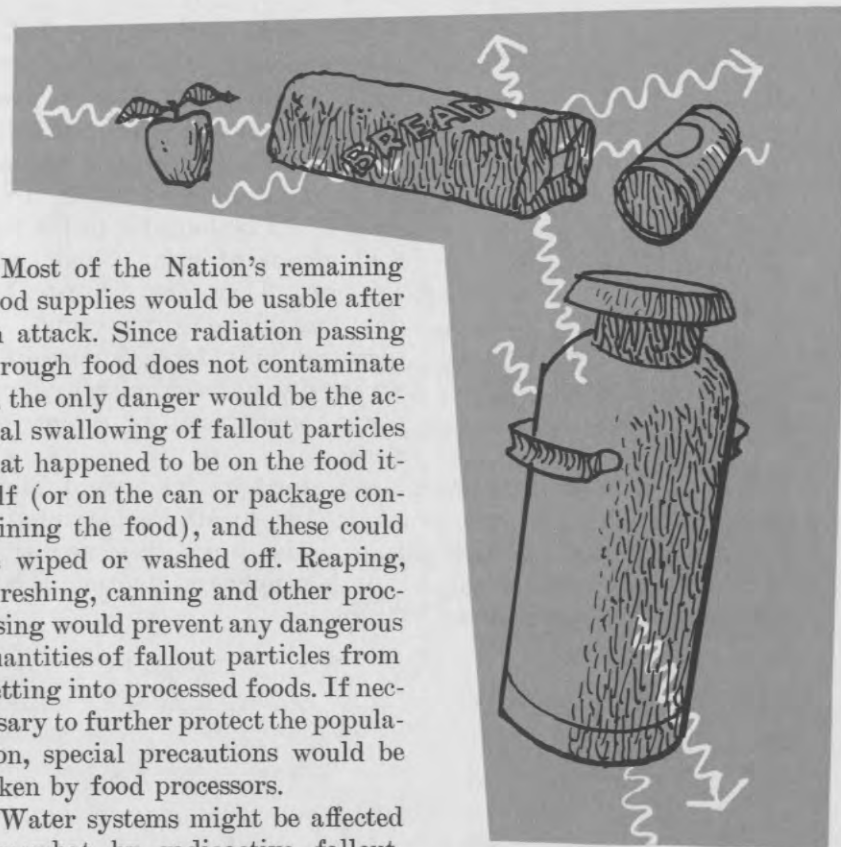 BREAD
Most of the Nation's remaining
od supplies would be usable after
attack. Since radiation passing
rough food does not contaminate
the only danger would be the ac-
al swallowing of fallout particles
at happened to be on the food it-
lf (or on the can or package con-
ining the food), and these could
wiped or washed off. Reaping,
reshing, canning and other proc-
sing would prevent any dangerous
antities of fallout particles from
tting into processed foods. If nec-
sary to further protect the popula-
on, special precautions would be
ken by food processors.
Water systems might be affected
by radioactive fallout,